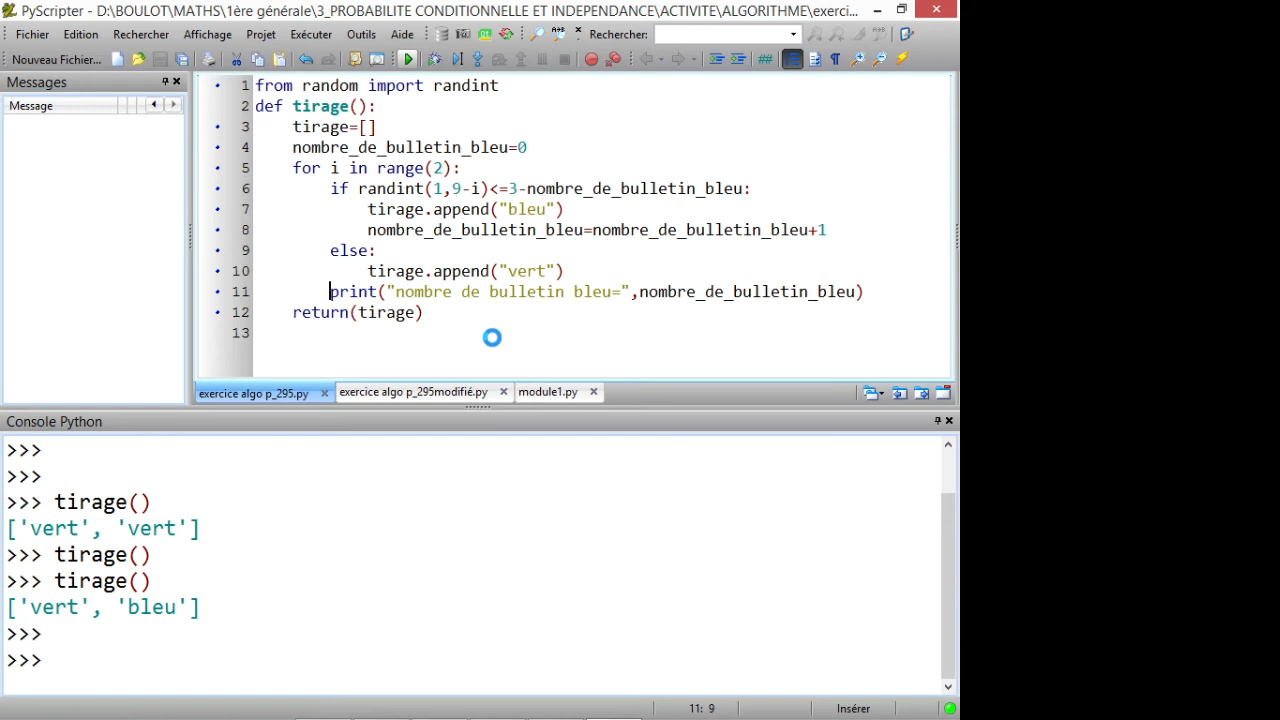 PyScripter - D:\BOULOT\MATHS\1ère générale\3_PROBABILITE CONDITIONNELLE ET INDEPENDANCE\ACTIVITE\ALGORITHME\exerci...
Fichier Edition Rechercher Affichage Projet Exécuter Outils Aide Rechercher:
Nouveau Fichier...
Messages
Message
1 from random import randint
2 def tirage():
3 tirage=[]
4 nombre_de_bulletin_bleu=0
5 for i in range(2):
6 if randint(1,9-i)<=3-nombre_de_bulletin_bleu:
7 tirage.append("bleu")
8 nombre_de_bulletin_bleu=nombre_de_bulletin_bleu+1
9 else:
10 tirage.append("vert")
11 print("nombre de bulletin bleu=",nombre_de_bulletin_bleu)
12 return(tirage)
13
exercice algo p_295.py exercice algo p_295modifié.py module1.py
Console Python
>>>
>>>
>>> tirage()
['vert', 'vert']
>>> tirage()
>>> tirage()
['vert', 'bleu']
>>>
>>>
11: 9 Insérer